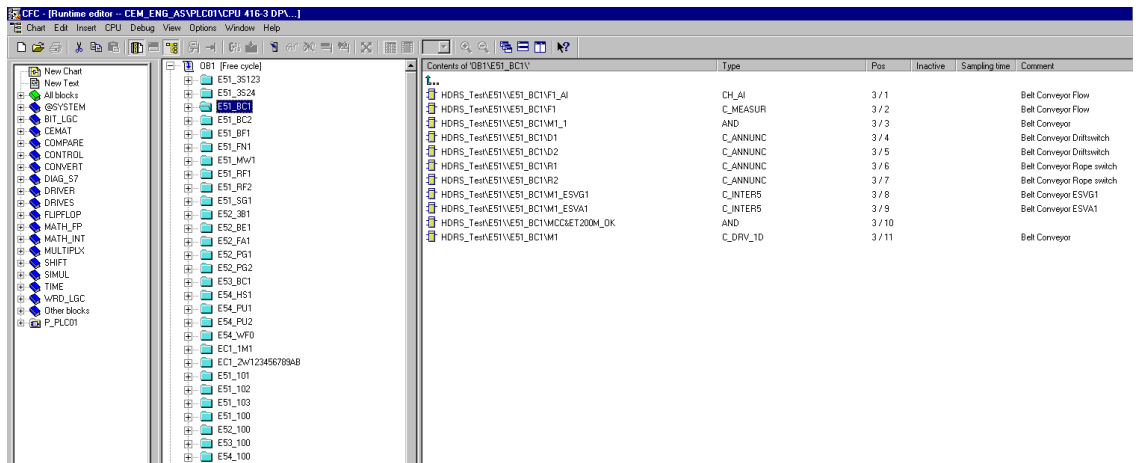 CFC - [Runtime editor -- CEM_ENG_AS\PLC01\CPU 416-3 DP\...]
Chart Edit Insert CPU Debug View Options Window Help
New Chart
New Text
All blocks
@SYSTEM
BIT_LGC
CEMAT
COMPARE
CONTROL
CONVERT
DIAG_S7
DRIVER
DRIVES
FLIPFLOP
MATH_FP
MATH_INT
MULTIPLX
SHIFT
SIMUL
TIME
WRD_LGC
Other blocks
P_PLC01
OB1 [Free cycle]
E51_3S123
E51_3S24
E51_BC1
E51_BC2
E51_BF1
E51_FN1
E51_MW1
E51_RF1
E51_RF2
E51_SG1
E52_3B1
E52_BE1
E52_FA1
E52_PG1
E52_PG2
E53_BC1
E54_HS1
E54_PU1
E54_PU2
E54_WF0
EC1_1M1
EC1_2W123456789AB
E51_101
E51_102
E51_103
E51_100
E52_100
E53_100
E54_100
Contents of 'OB1\E51_BC1\' Type Pos Inactive Sampling time Comment
HDRS_Test\E51\\E51_BC1\F1_AI CH_AI 3 / 1 Belt Conveyor Flow
HDRS_Test\E51\\E51_BC1\F1 C_MEASUR 3 / 2 Belt Conveyor Flow
HDRS_Test\E51\\E51_BC1\M1_1 AND 3 / 3 Belt Conveyor
HDRS_Test\E51\\E51_BC1\D1 C_ANNUNC 3 / 4 Belt Conveyor Driftswitch
HDRS_Test\E51\\E51_BC1\D2 C_ANNUNC 3 / 5 Belt Conveyor Driftswitch
HDRS_Test\E51\\E51_BC1\R1 C_ANNUNC 3 / 6 Belt Conveyor Rope switch
HDRS_Test\E51\\E51_BC1\R2 C_ANNUNC 3 / 7 Belt Conveyor Rope switch
HDRS_Test\E51\\E51_BC1\M1_ESVG1 C_INTER5 3 / 8 Belt Conveyor ESVG1
HDRS_Test\E51\\E51_BC1\M1_ESVA1 C_INTER5 3 / 9 Belt Conveyor ESVA1
HDRS_Test\E51\\E51_BC1\MCC&ET200M_OK AND 3 / 10
HDRS_Test\E51\\E51_BC1\M1 C_DRV_1D 3 / 11 Belt Conveyor